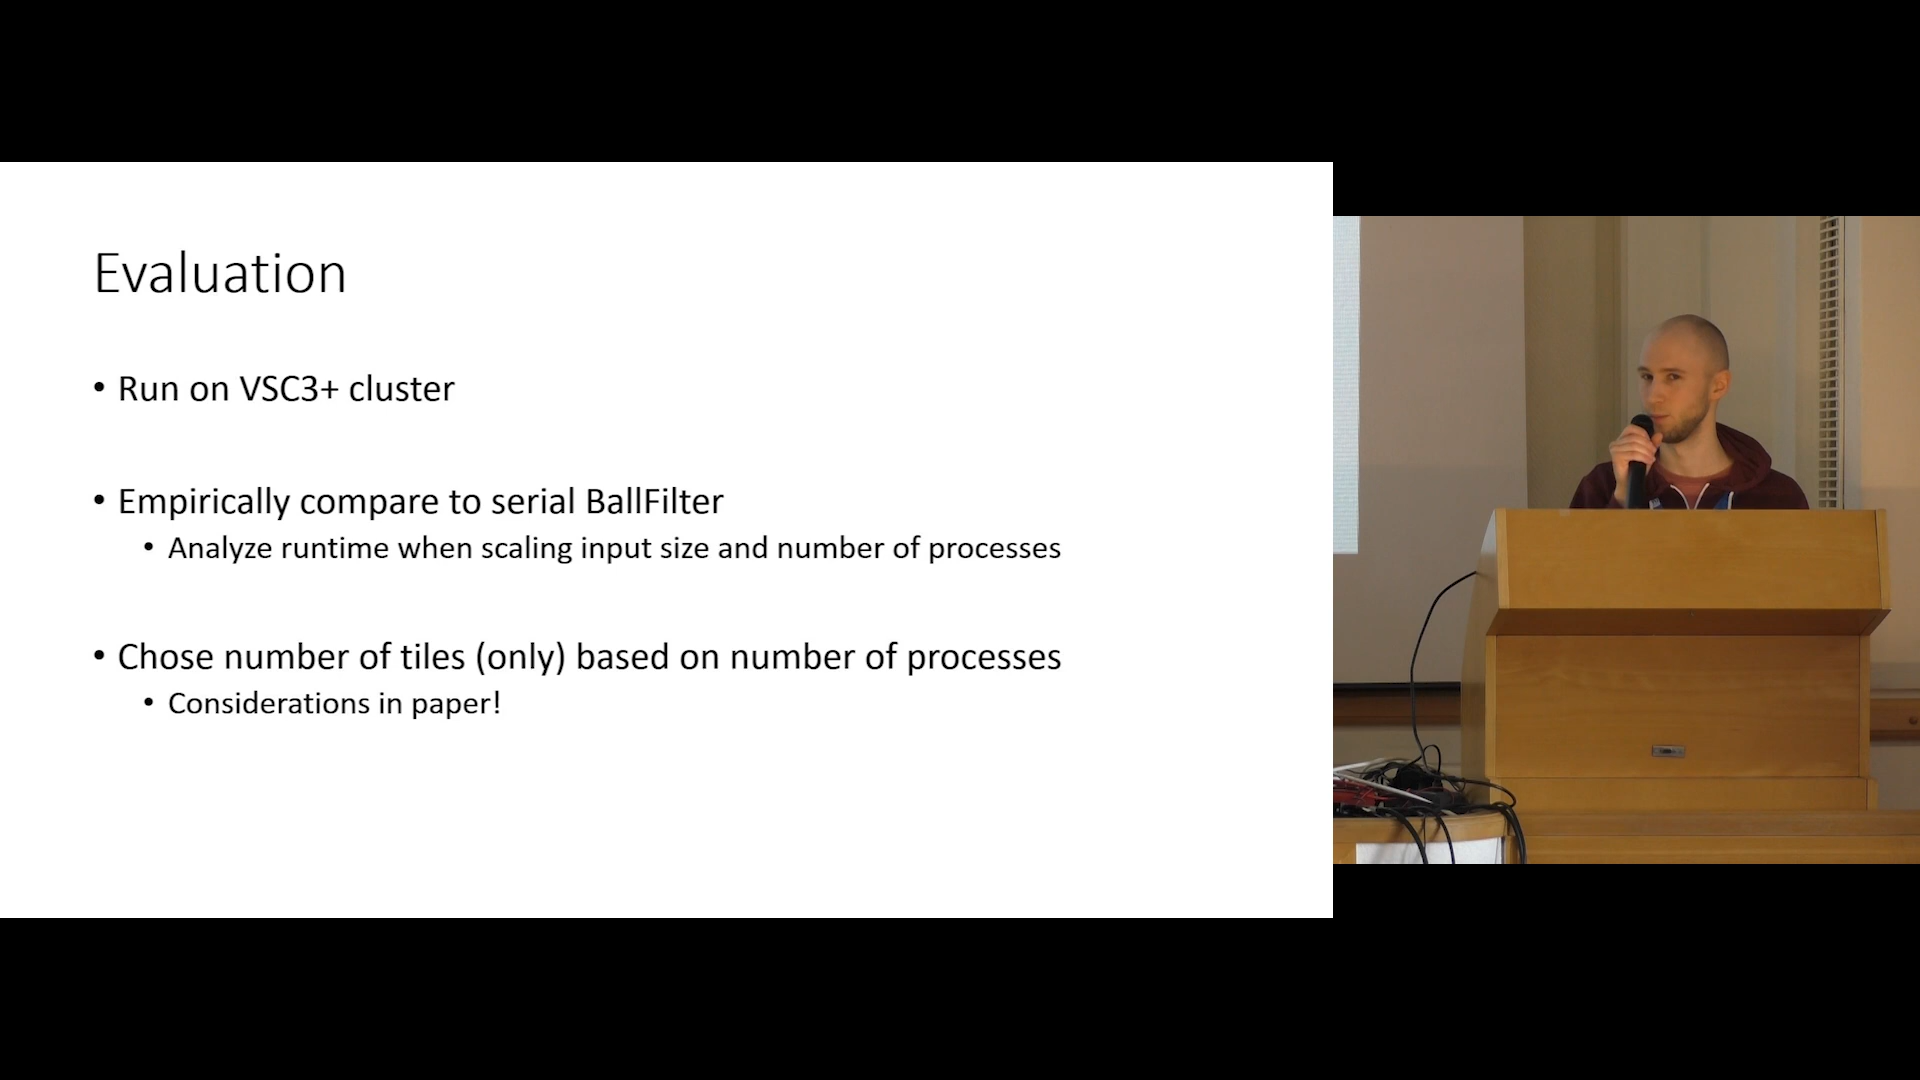 Evaluation
• Run on VSC3+ cluster
• Empirically compare to serial BallFilter
• Analyze runtime when scaling input size and number of processes
• Chose number of tiles (only) based on number of processes
• Considerations in paper!